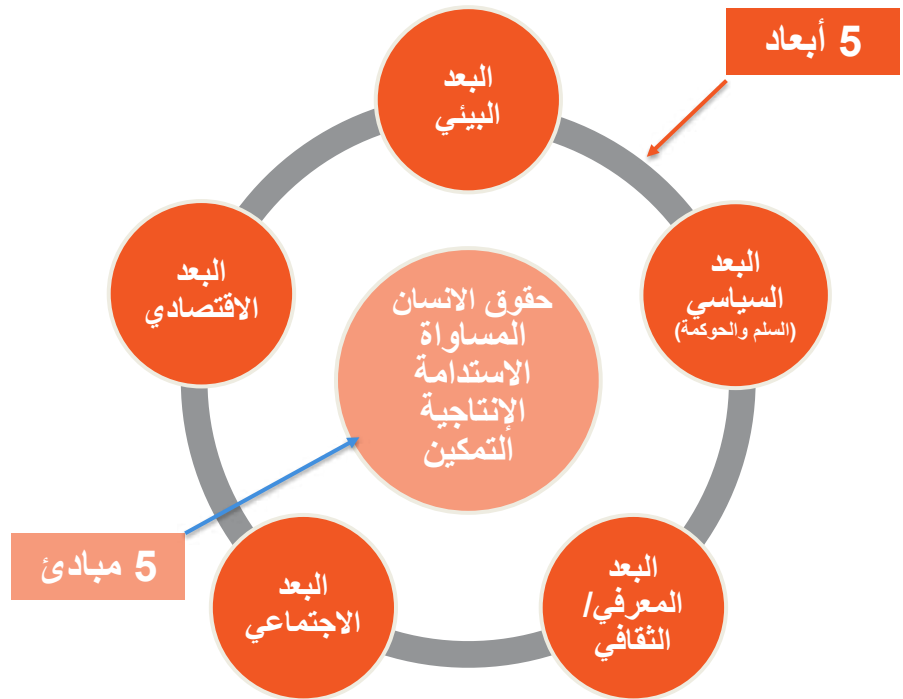 5 أبعاد
البعد
البيئي
البعد
السياسي
(السلم والحوكمة)
البعد
المعرفي/
الثقافي
البعد
الاجتماعي
البعد
الاقتصادي
حقوق الانسان
المساواة
الاستدامة
الإنتاجية
التمكين
5 مبادئ